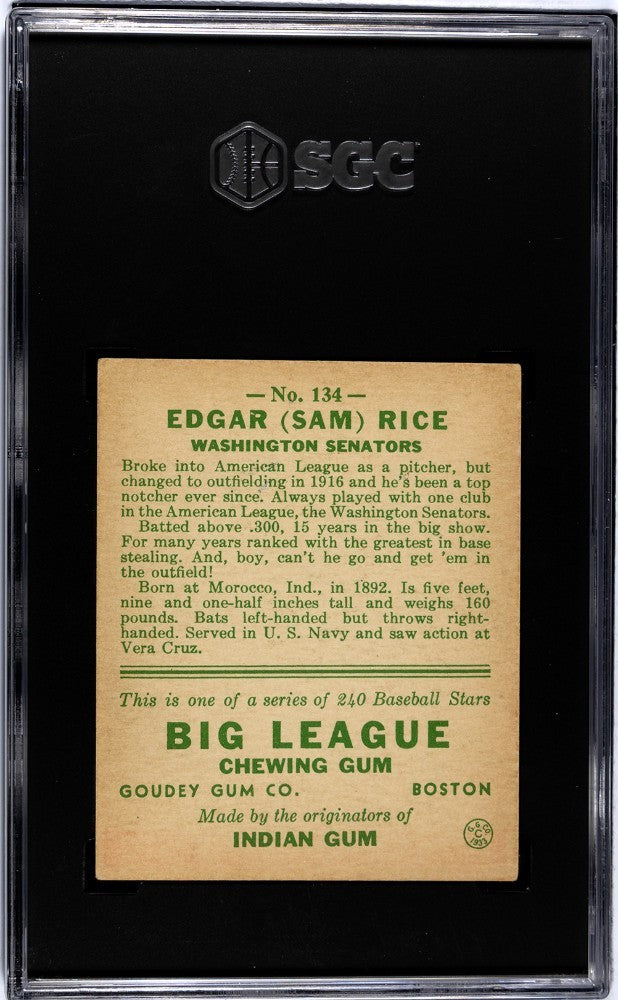 SGC
— No. 134 —
EDGAR (SAM) RICE
WASHINGTON SENATORS
Broke into American League as a pitcher, but
changed to outfielding in 1916 and he's been a top
notcher ever since. Always played with one club
in the American League, the Washington Senators.
Batted above .300, 15 years in the big show.
For many years ranked with the greatest in base
stealing. And, boy, can't he go and get 'em in
the outfield!
Born at Morocco, Ind., in 1892. Is five feet,
nine and one-half inches tall and weighs 160
pounds. Bats left-handed but throws right-
handed. Served in U. S. Navy and saw action at
Vera Cruz.
This is one of a series of 240 Baseball Stars
BIG LEAGUE
CHEWING GUM
GOUDEY GUM CO. BOSTON
Made by the originators of
INDIAN GUM
G. G. Co.
C
1933